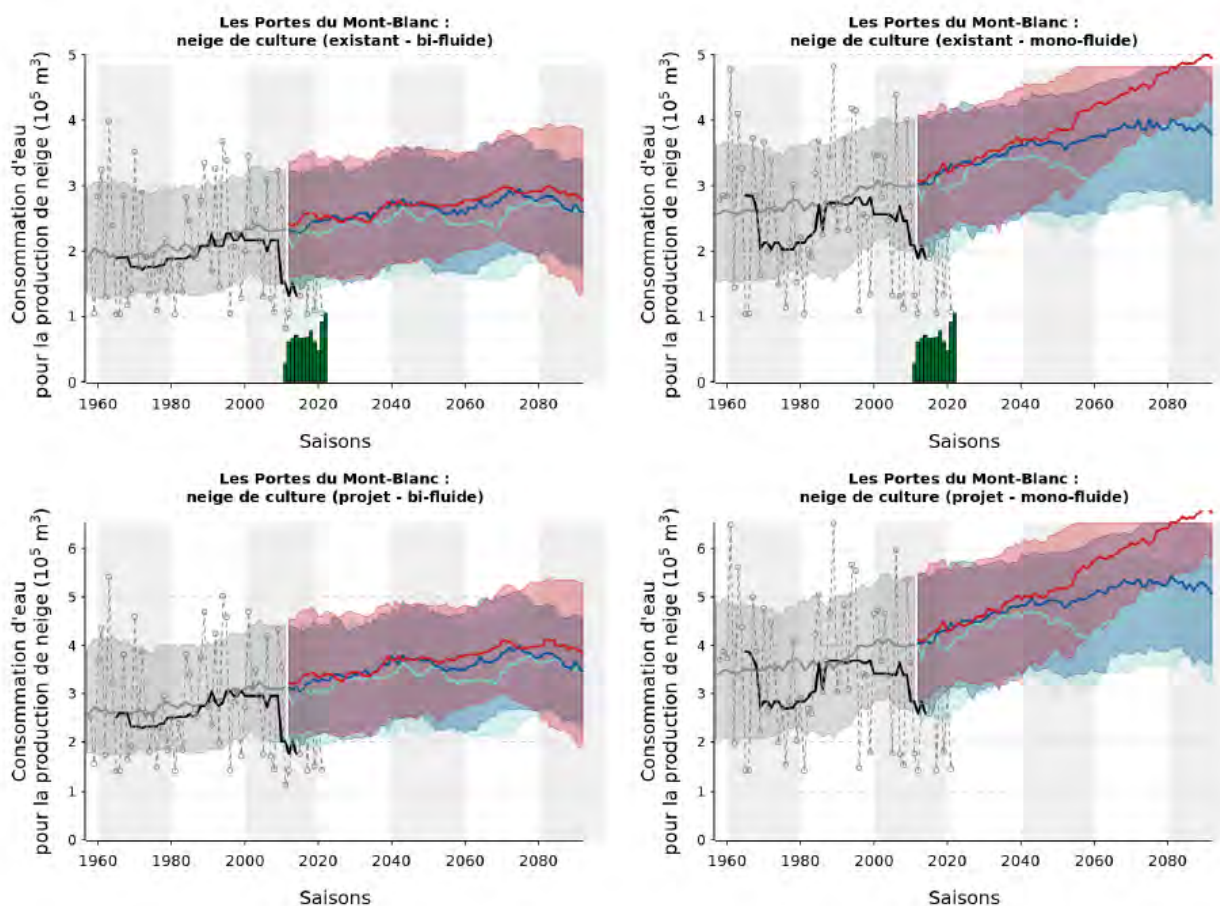 Les Portes du Mont-Blanc :
neige de culture (existant - bi-fluide)
Consommation d'eau
pour la production de neige (10⁵ m³)
5
4
3
2
1
0
1960 1980 2000 2020 2040 2060 2080
Saisons
Les Portes du Mont-Blanc :
neige de culture (existant - mono-fluide)
Consommation d'eau
pour la production de neige (10⁵ m³)
5
4
3
2
1
0
1960 1980 2000 2020 2040 2060 2080
Saisons
Les Portes du Mont-Blanc :
neige de culture (projet - bi-fluide)
Consommation d'eau
pour la production de neige (10⁵ m³)
6
5
4
3
2
1
0
1960 1980 2000 2020 2040 2060 2080
Saisons
Les Portes du Mont-Blanc :
neige de culture (projet - mono-fluide)
Consommation d'eau
pour la production de neige (10⁵ m³)
6
5
4
3
2
1
0
1960 1980 2000 2020 2040 2060 2080
Saisons